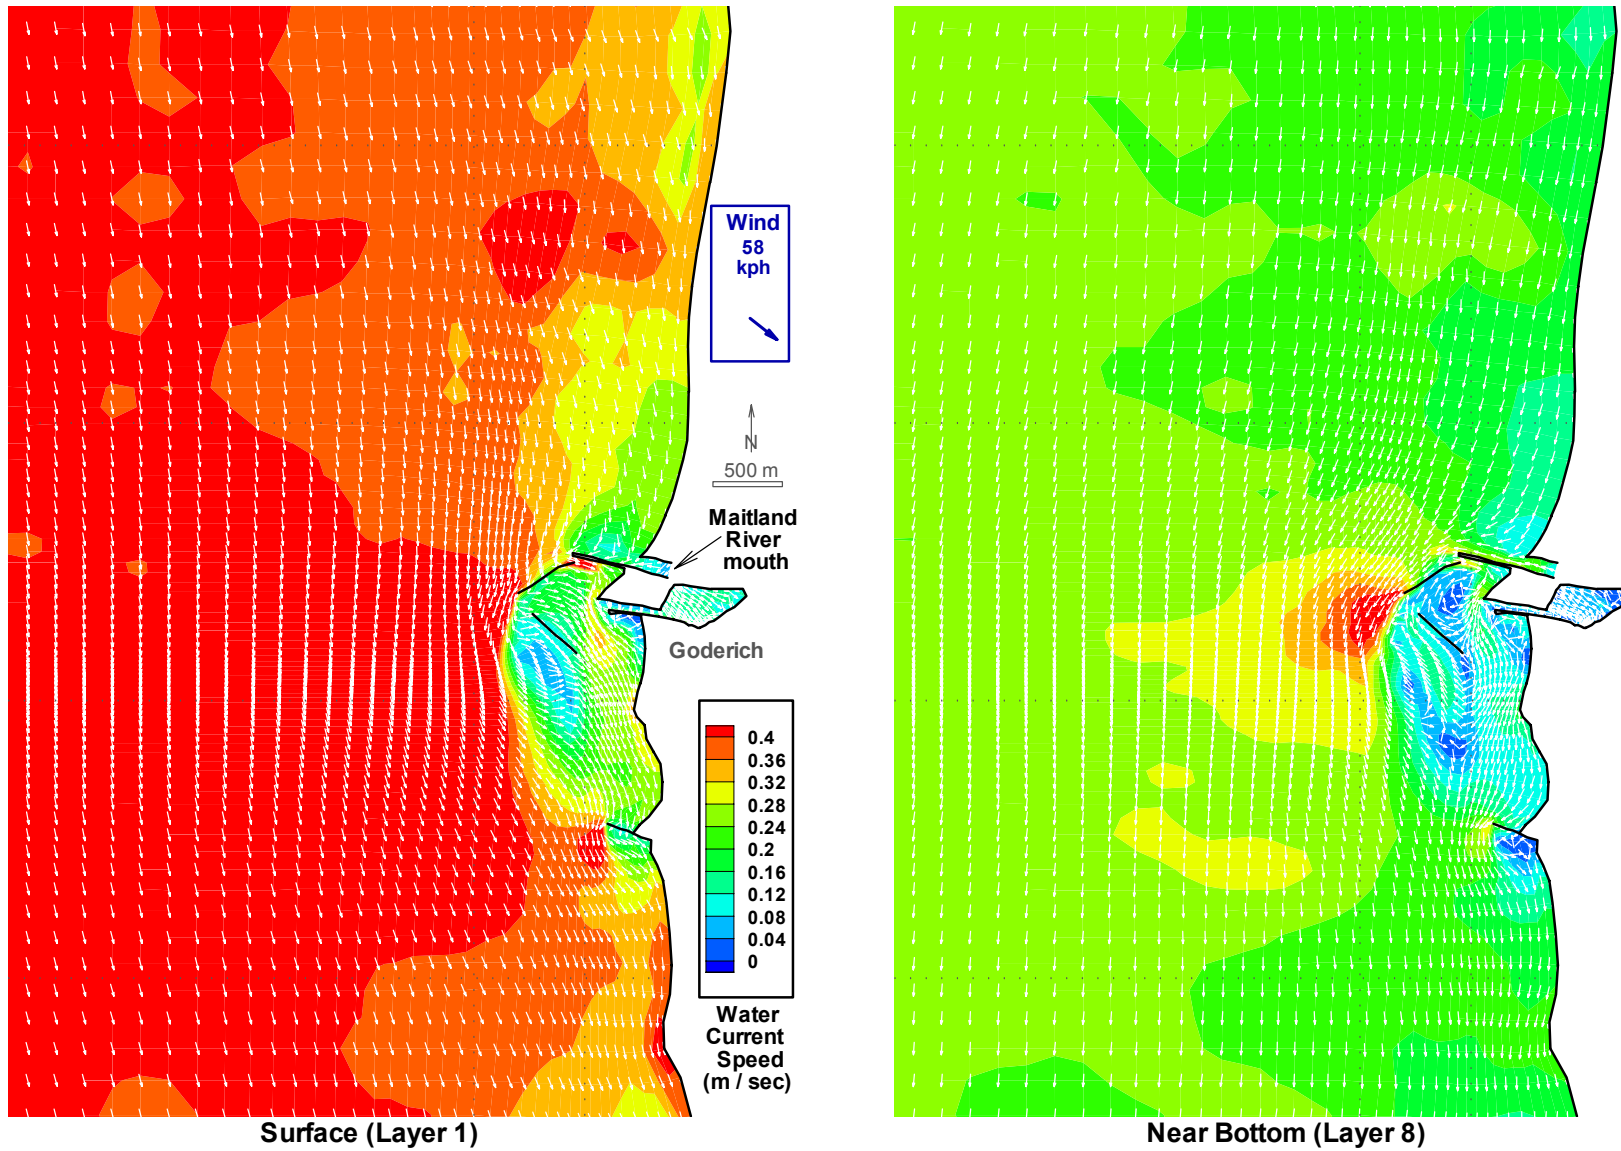 Wind
58
kph
N
500 m
Maitland
River
mouth
Goderich
0.4
0.36
0.32
0.28
0.24
0.2
0.16
0.12
0.08
0.04
0
Water
Current
Speed
(m / sec)
Surface (Layer 1)
Near Bottom (Layer 8)